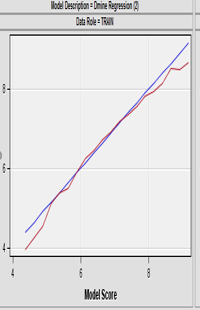 Model Description = Dmine Regression (2)
Data Role = TRAIN
8
6
4
4 6 8
Model Score